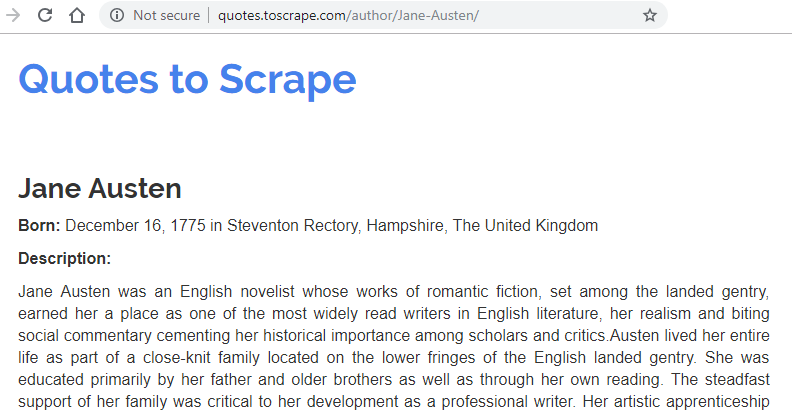 Not secure | quotes.toscrape.com/author/Jane-Austen/
Quotes to Scrape
Jane Austen
Born: December 16, 1775 in Steventon Rectory, Hampshire, The United Kingdom
Description:
Jane Austen was an English novelist whose works of romantic fiction, set among the landed gentry,
earned her a place as one of the most widely read writers in English literature, her realism and biting
social commentary cementing her historical importance among scholars and critics.Austen lived her entire
life as part of a close-knit family located on the lower fringes of the English landed gentry. She was
educated primarily by her father and older brothers as well as through her own reading. The steadfast
support of her family was critical to her development as a professional writer. Her artistic apprenticeship